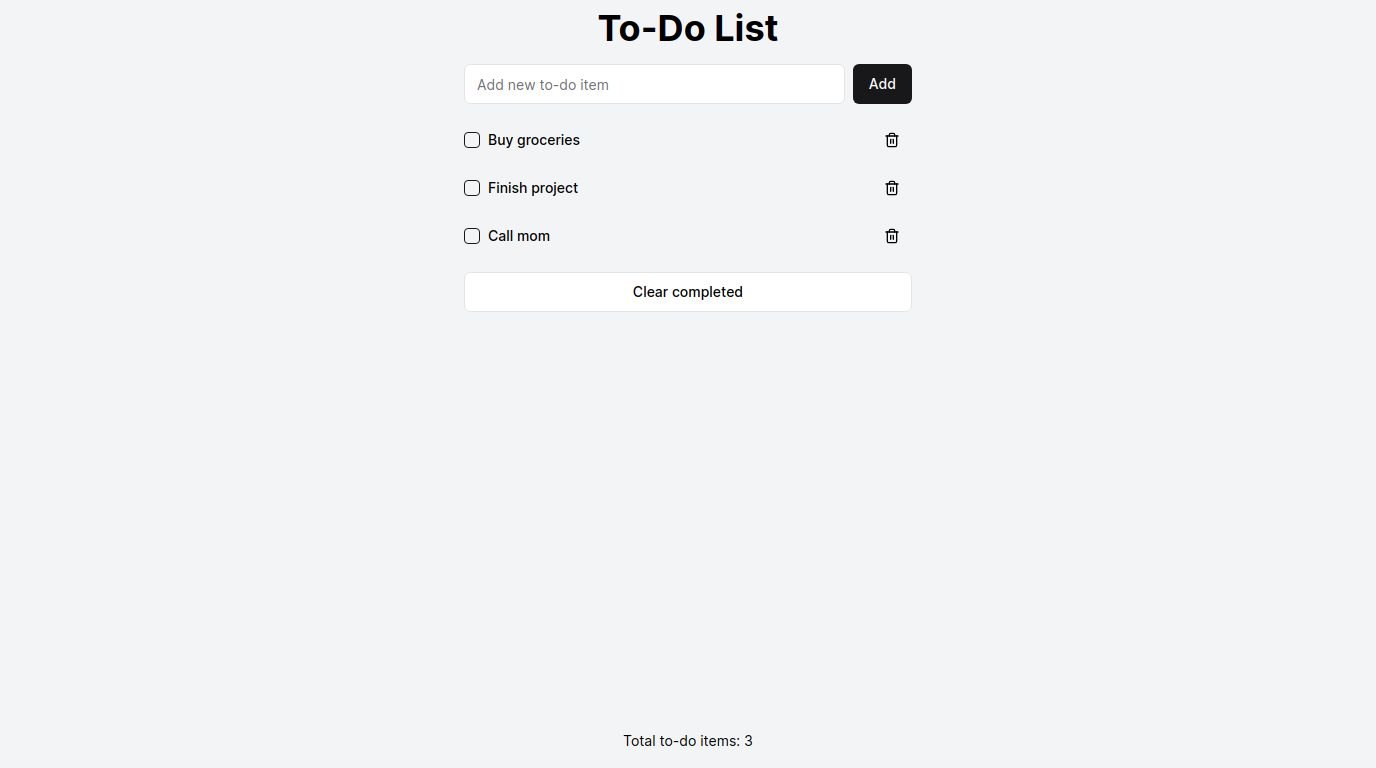 To-Do List
Add new to-do item
Add
Buy groceries
Finish project
Call mom
Clear completed
Total to-do items: 3